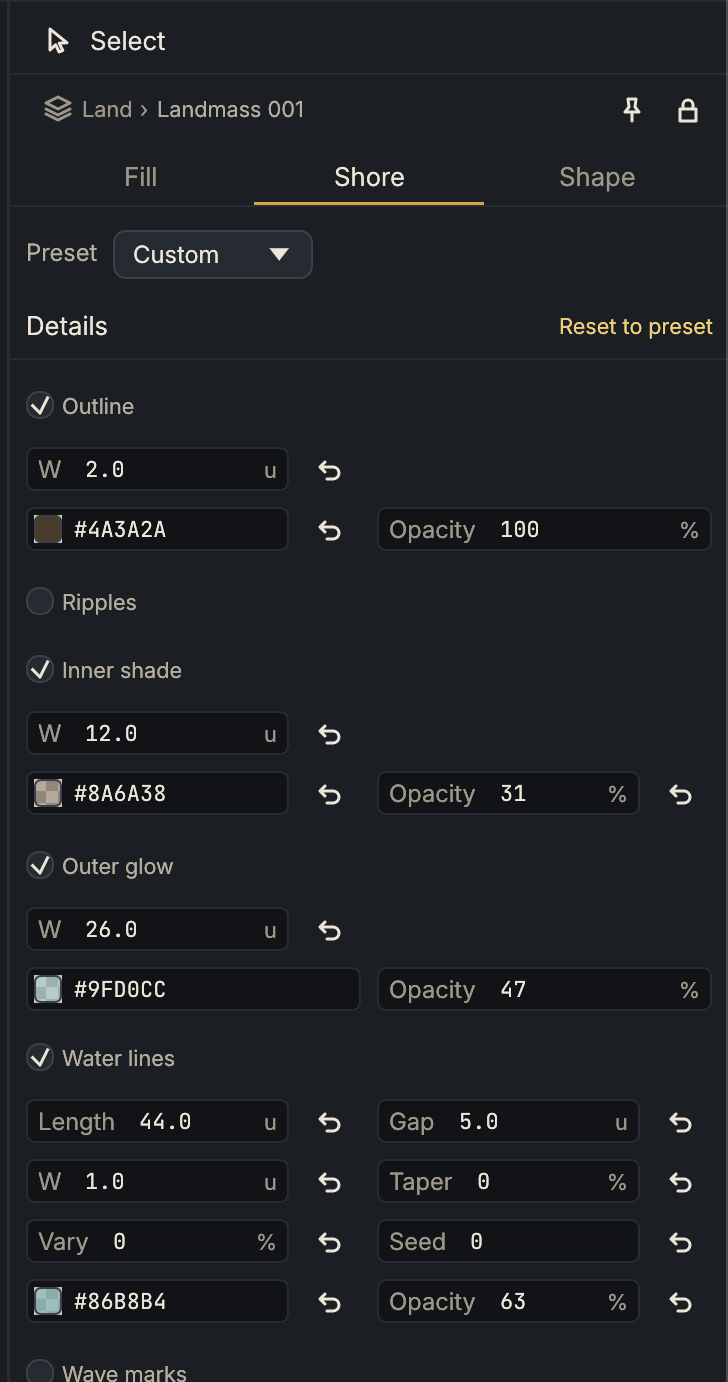 Select
Land › Landmass 001
Fill Shore Shape
Preset Custom
Details Reset to preset
Outline
W 2.0 u
#4A3A2A Opacity 100 %
Ripples
Inner shade
W 12.0 u
#8A6A38 Opacity 31 %
Outer glow
W 26.0 u
#9FD0CC Opacity 47 %
Water lines
Length 44.0 u Gap 5.0 u
W 1.0 u Taper 0 %
Vary 0 % Seed 0
#86B8B4 Opacity 63 %
Wave marks